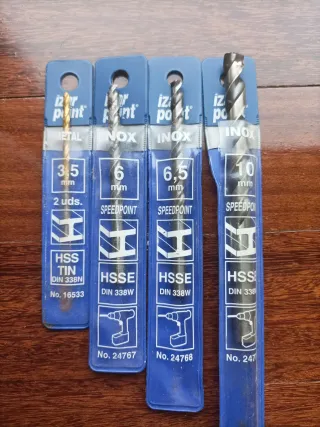 izar
point
METAL
3,5
mm
2 uds.
HSS
TIN
DIN 338N
No. 16533
izar
point
INOX
6
mm
SPEEDPOINT
HSSE
DIN 338W
No. 24767
izar
point
INOX
6,5
mm
SPEEDPOINT
HSSE
DIN 338W
No. 24768
INOX
10
mm
HSSE
DIN 338W